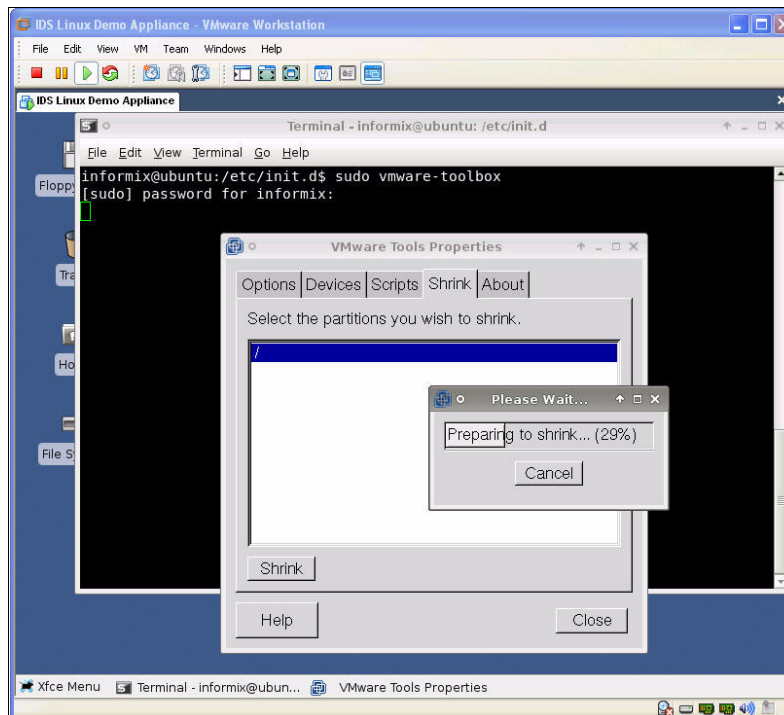 IDS Linux Demo Appliance - VMware Workstation
File Edit View VM Team Windows Help
IDS Linux Demo Appliance
Terminal - informix@ubuntu: /etc/init.d
File Edit View Terminal Go Help
informix@ubuntu:/etc/init.d$ sudo vmware-toolbox
[sudo] password for informix:
VMware Tools Properties
Options Devices Scripts Shrink About
Select the partitions you wish to shrink.
/
Please Wait...
Preparing to shrink... (29%)
Cancel
Shrink
Help Close
Xfce Menu Terminal - informix@ubun... VMware Tools Properties